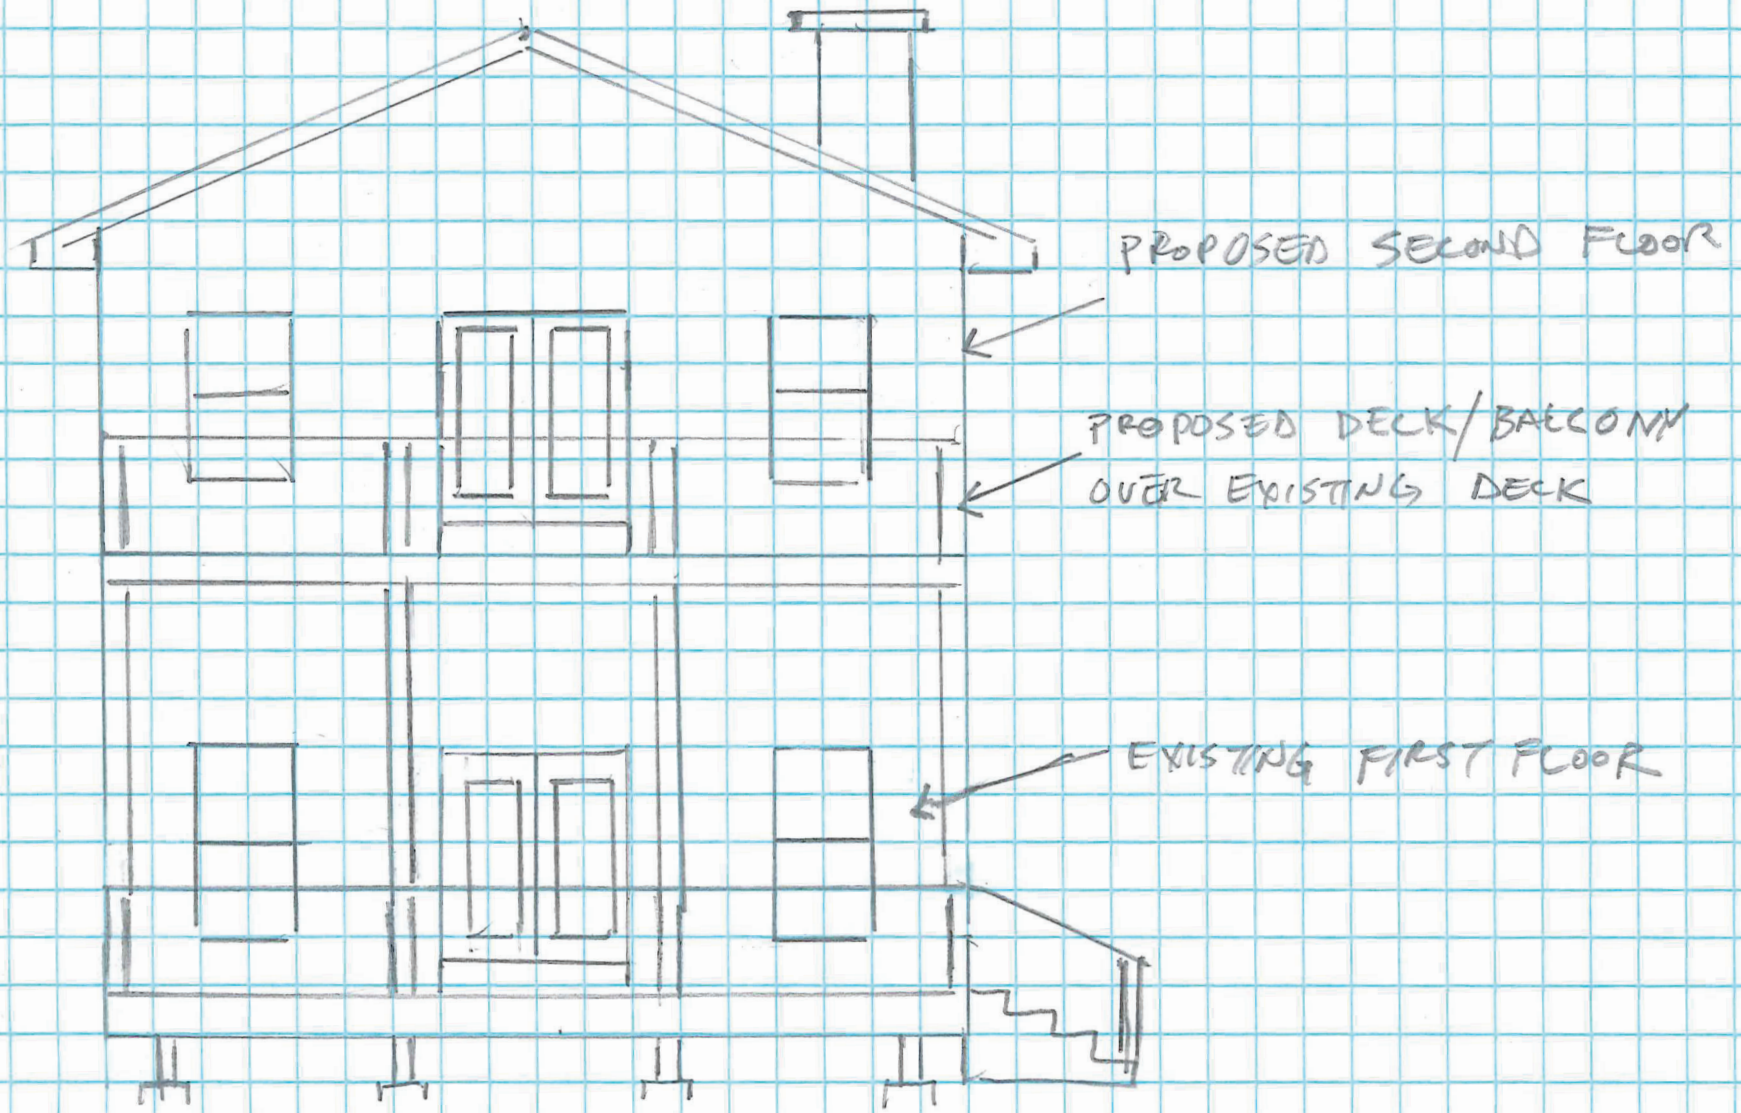 PROPOSED SECOND FLOOR
PROPOSED DECK/BALCONY
OVER EXISTING DECK
EXISTING FIRST FLOOR